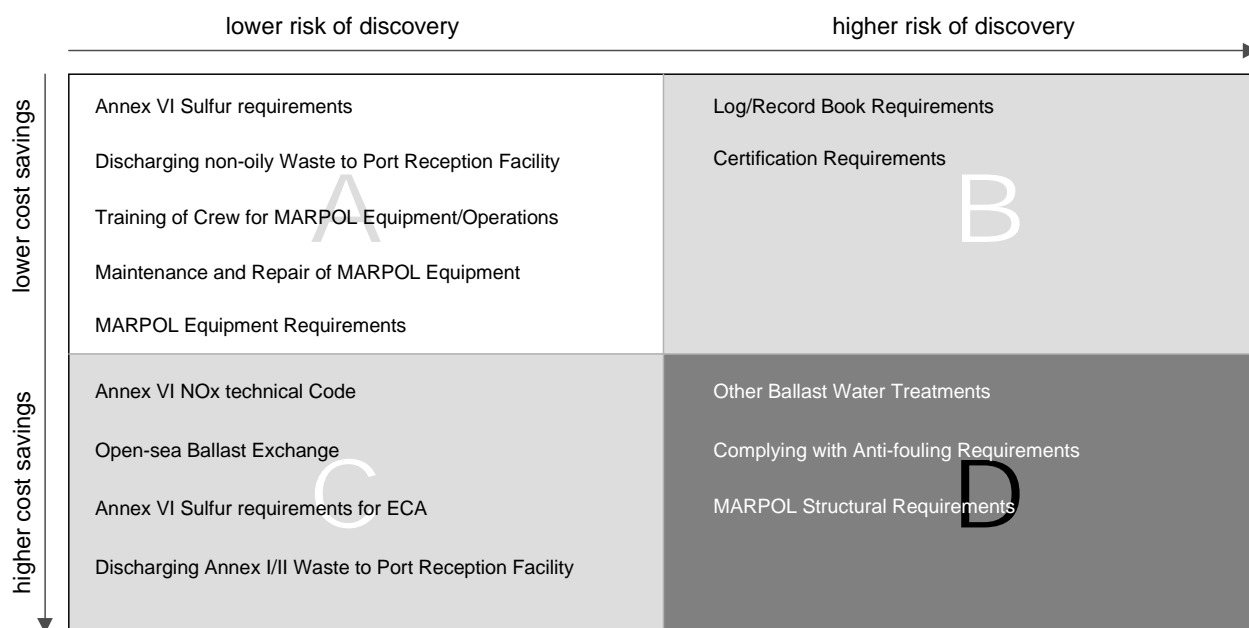 lower risk of discovery
higher risk of discovery
lower cost savings
higher cost savings
Annex VI Sulfur requirements
Discharging non-oily Waste to Port Reception Facility
Training of Crew for MARPOL Equipment/Operations
Maintenance and Repair of MARPOL Equipment
MARPOL Equipment Requirements
A
Log/Record Book Requirements
Certification Requirements
B
Annex VI NOx technical Code
Open-sea Ballast Exchange
Annex VI Sulfur requirements for ECA
Discharging Annex I/II Waste to Port Reception Facility
C
Other Ballast Water Treatments
Complying with Anti-fouling Requirements
MARPOL Structural Requirements
D